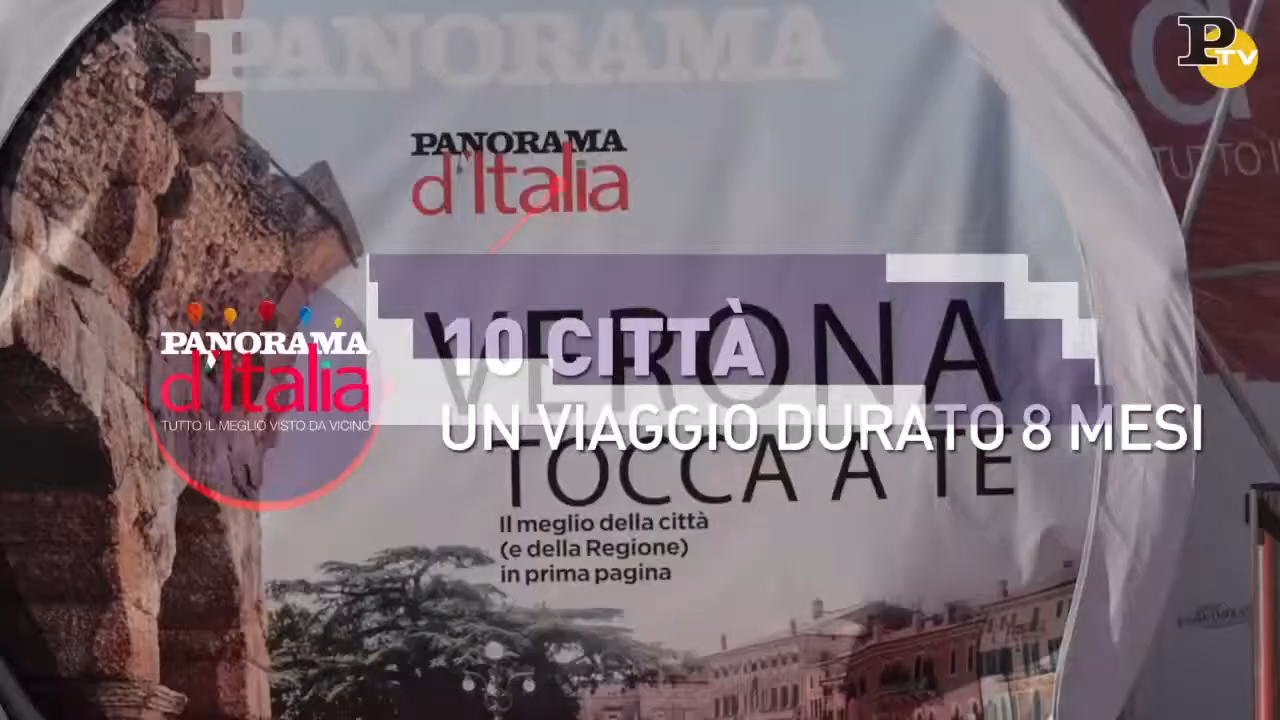 PANORAMA
P
TV
PANORAMA
d'Italia
PANORAMA
d'Italia
TUTTO IL MEGLIO VISTO DA VICINO
VERONA
10 CITTÀ
UN VIAGGIO DURATO 8 MESI
TOCCA A TE
Il meglio della città
(e della Regione)
in prima pagina